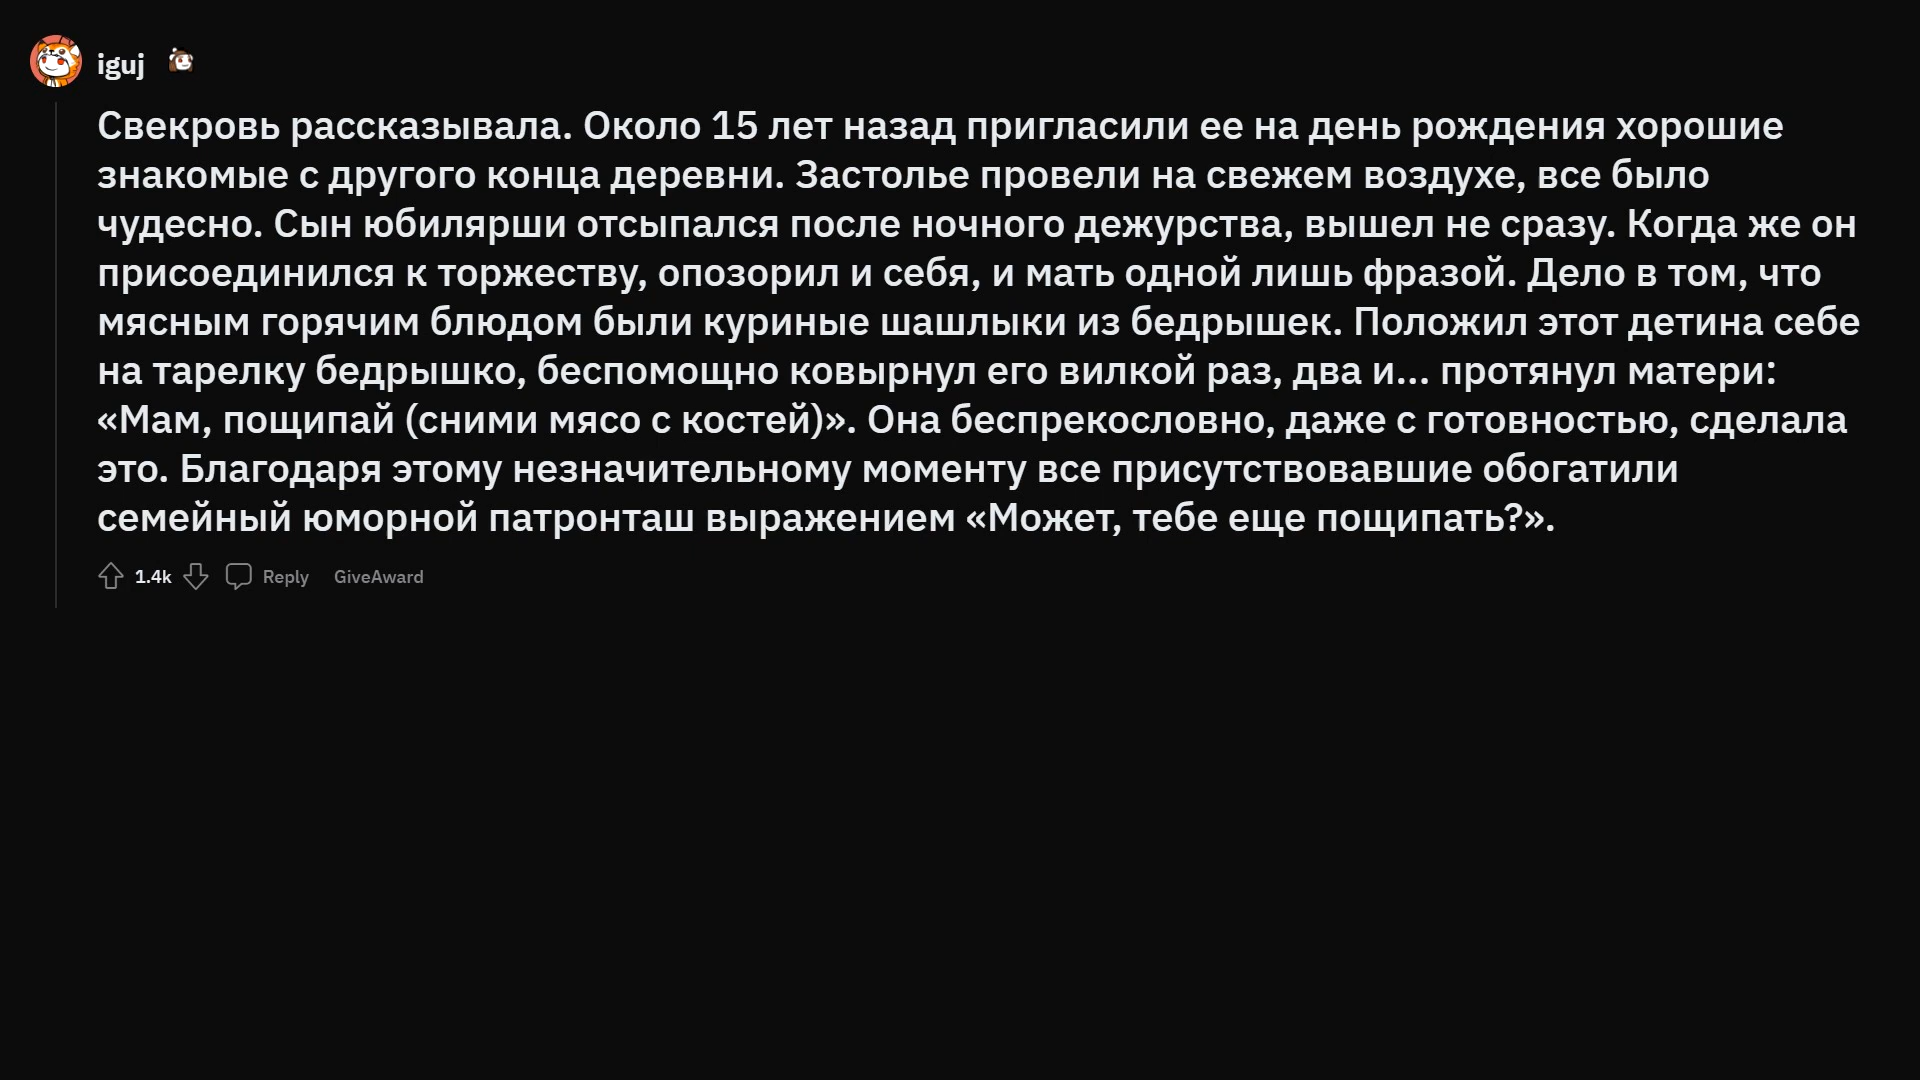 iguj
Свекровь рассказывала. Около 15 лет назад пригласили ее на день рождения хорошие
знакомые с другого конца деревни. Застолье провели на свежем воздухе, все было
чудесно. Сын юбилярши отсыпался после ночного дежурства, вышел не сразу. Когда же он
присоединился к торжеству, опозорил и себя, и мать одной лишь фразой. Дело в том, что
мясным горячим блюдом были куриные шашлыки из бедрышек. Положил этот детина себе
на тарелку бедрышко, беспомощно ковырнул его вилкой раз, два и... протянул матери:
«Мам, пощипай (сними мясо с костей)». Она беспрекословно, даже с готовностью, сделала
это. Благодаря этому незначительному моменту все присутствовавшие обогатили
семейный юморной патронташ выражением «Может, тебе еще пощипать?».
1.4k Reply GiveAward